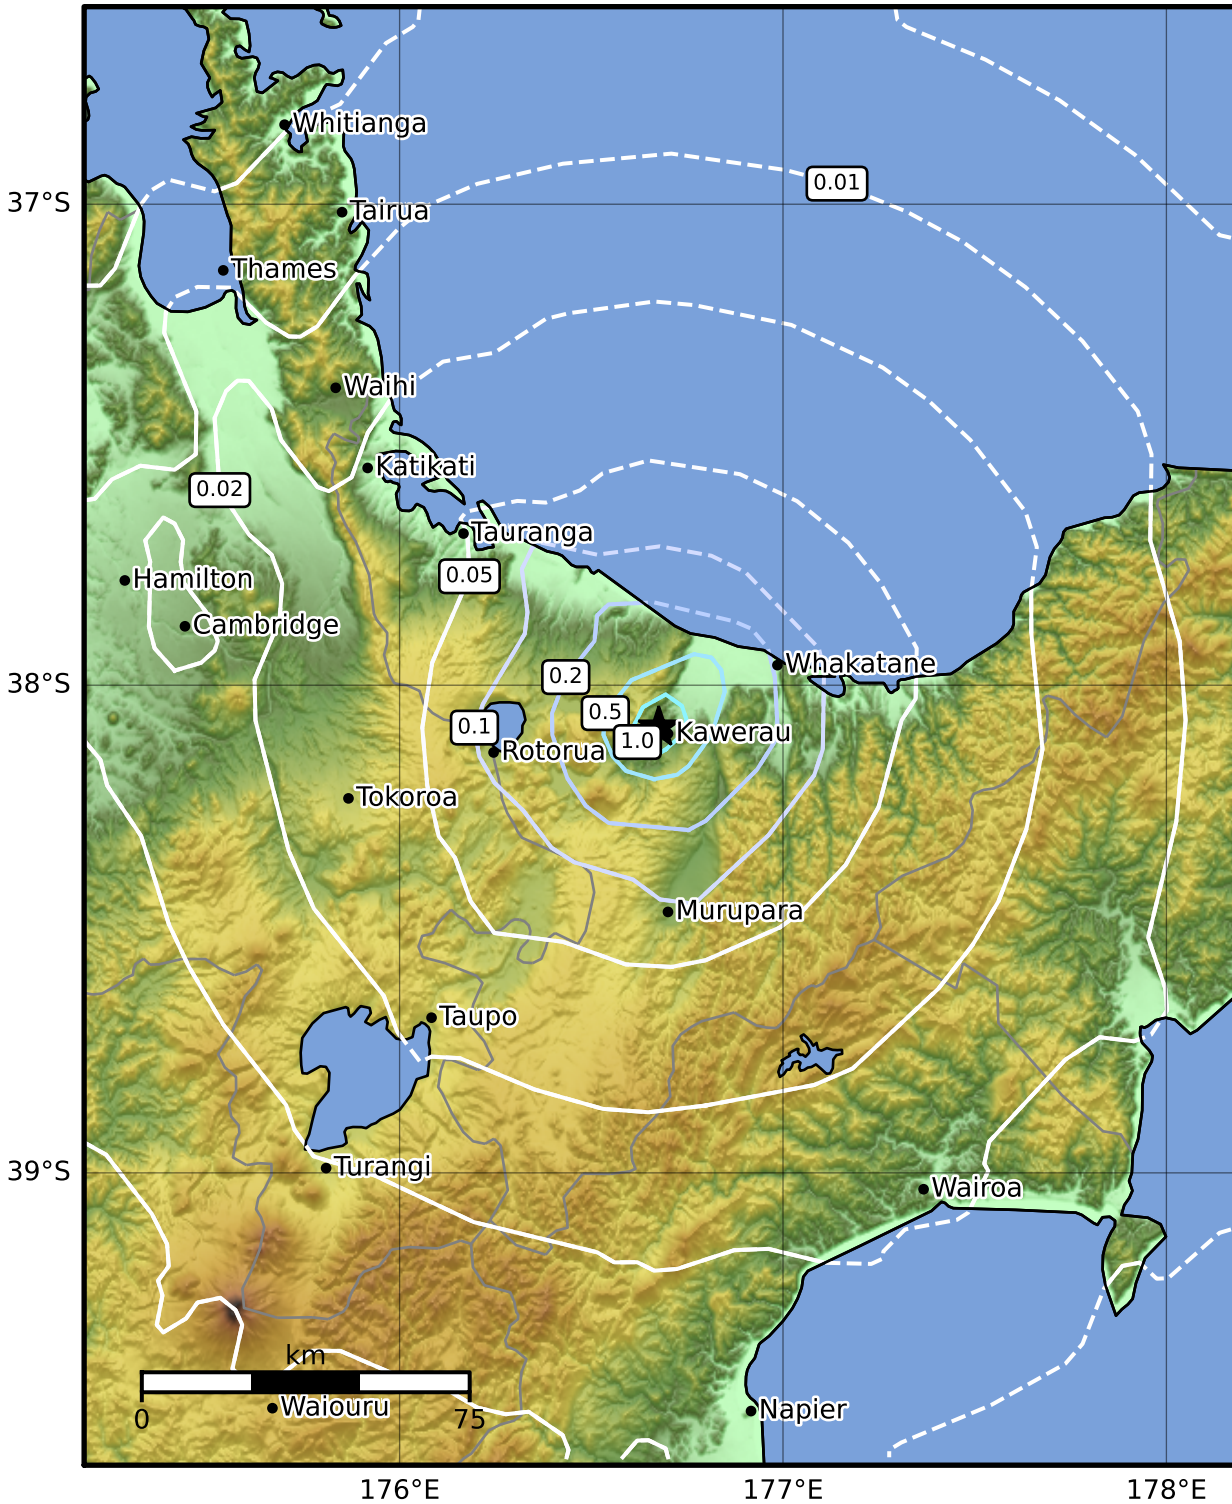 Whitianga
0.01
37°S
Tairua
Thames
Waihi
Katikati
0.02
Tauranga
0.05
Hamilton
Cambridge
Whakatane
0.2
38°S
0.5
0.1
Kawerau
1.0
Rotorua
Tokoroa
Murupara
Taupo
Turangi
39°S
Wairoa
km
Waiouru
0
75
Napier
176°E
177°E
178°E